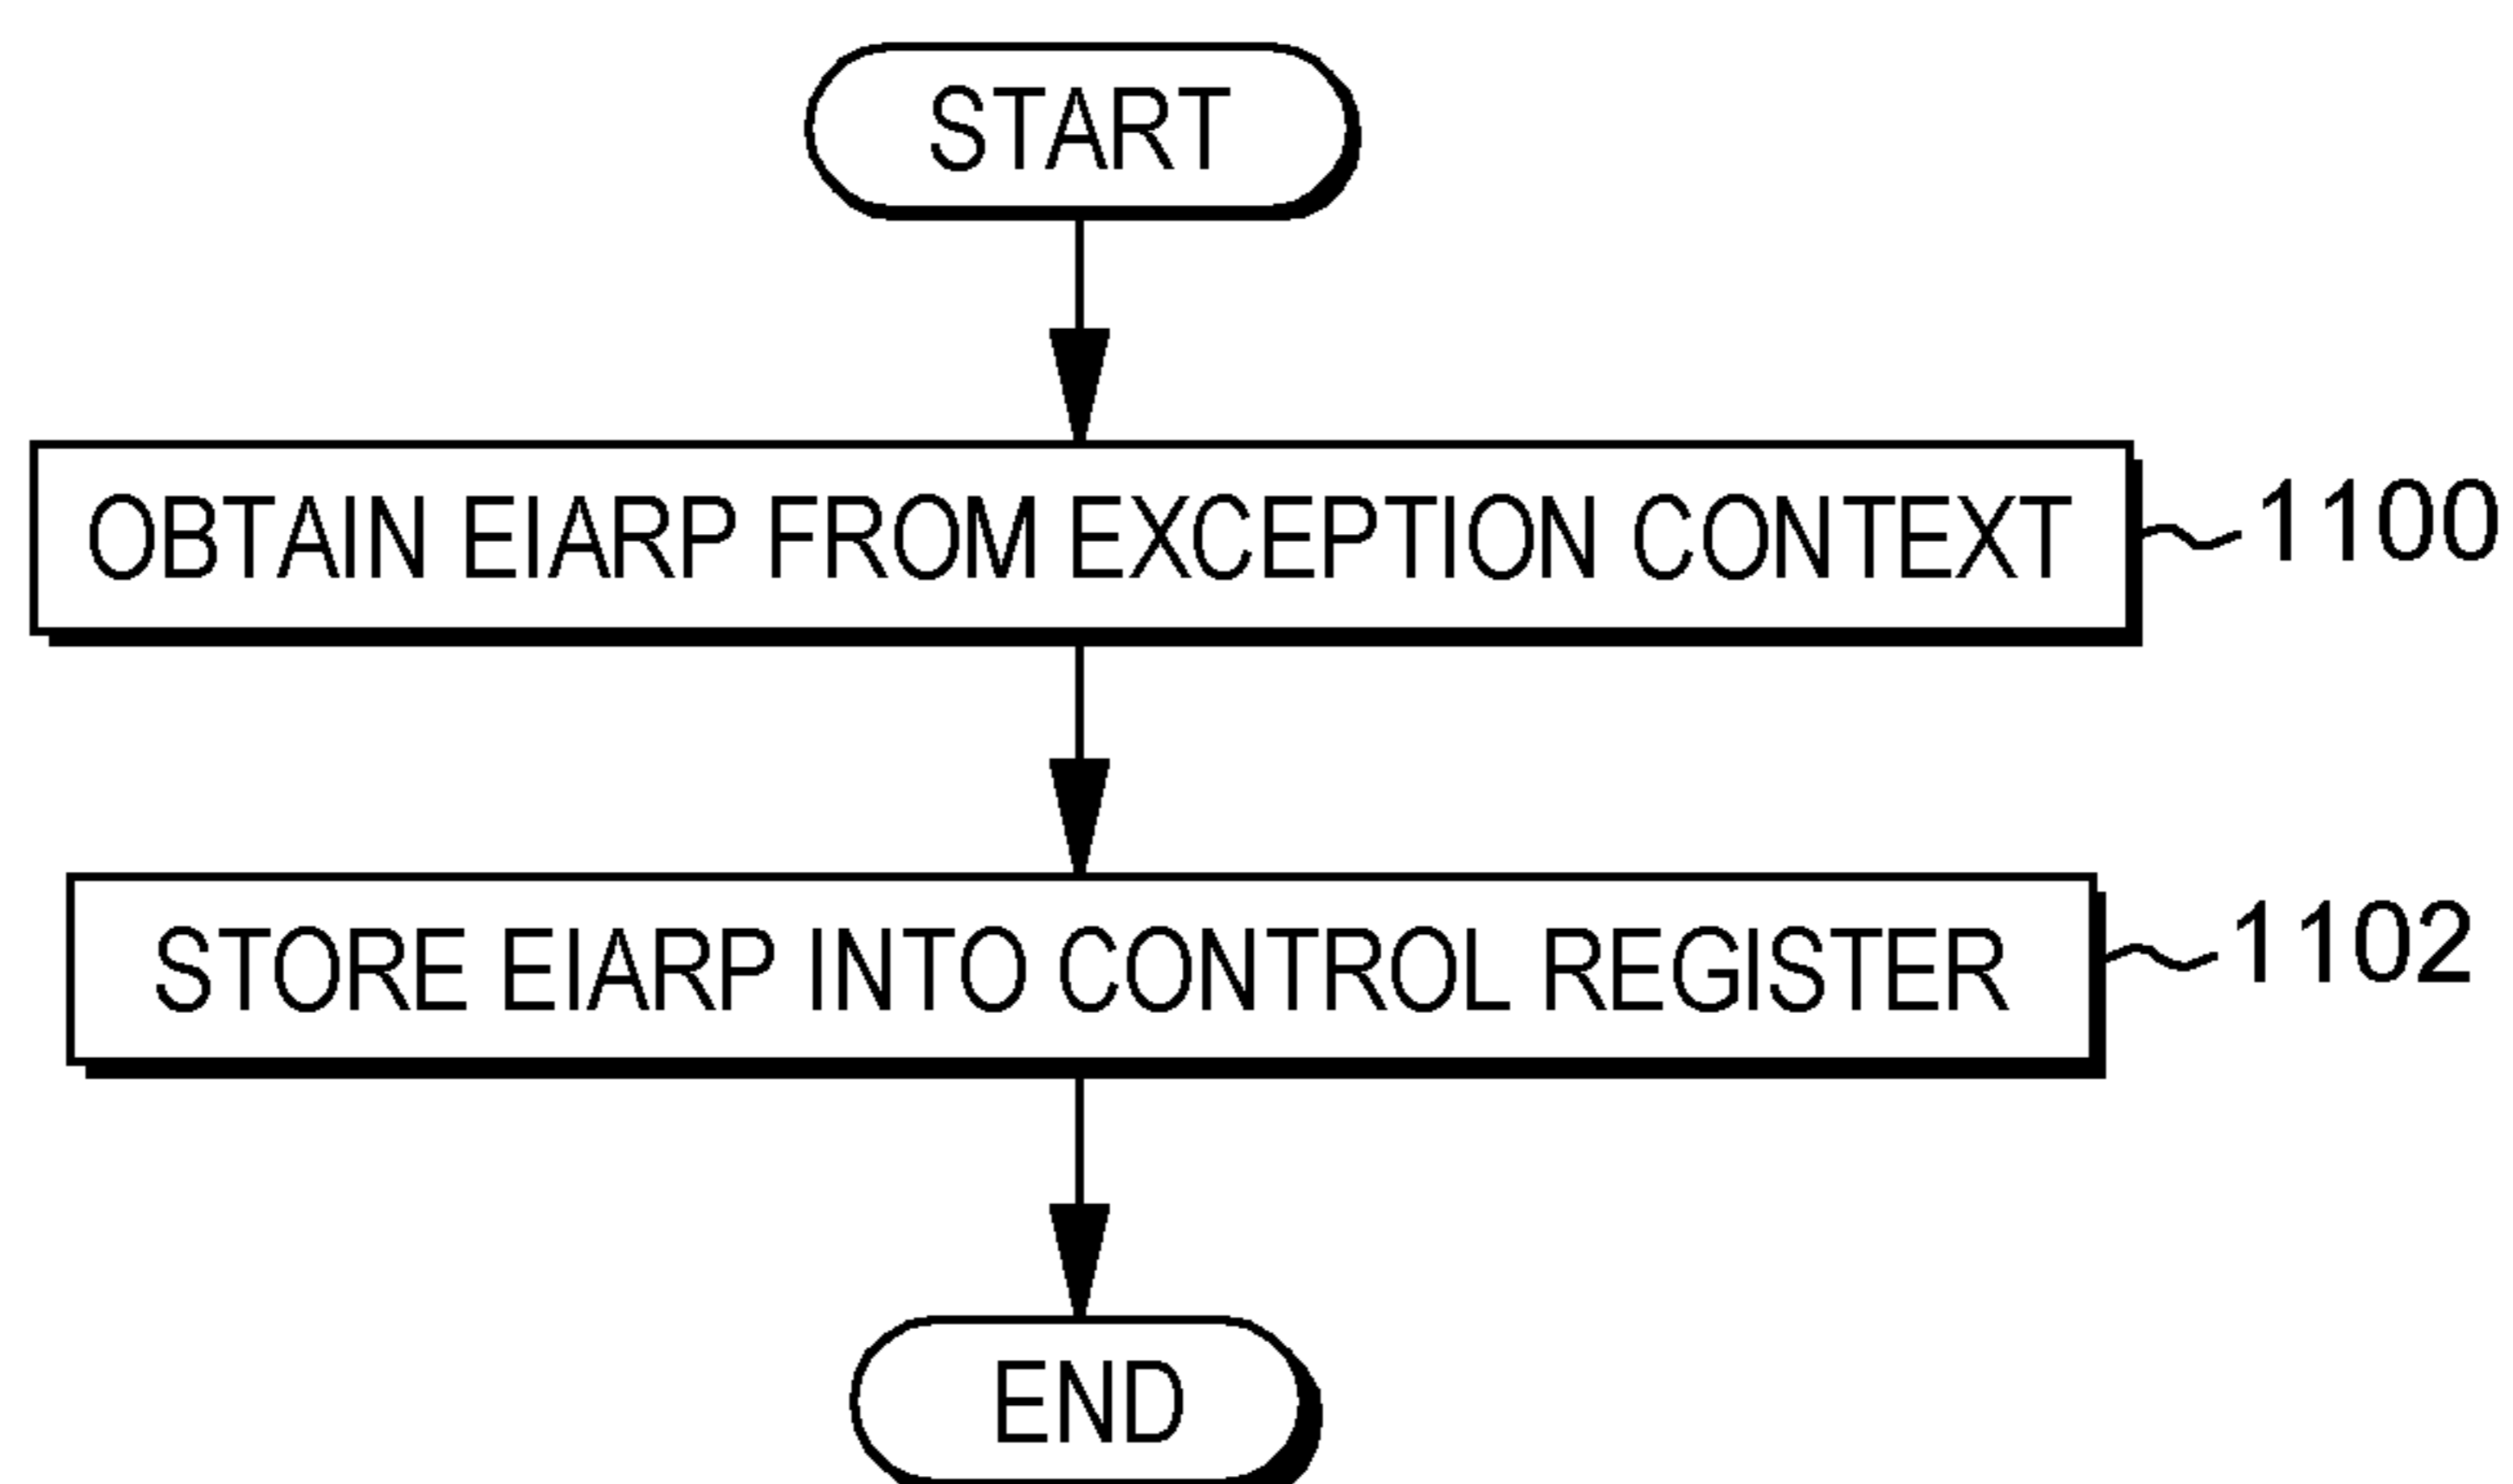 START
OBTAIN EIARP FROM EXCEPTION CONTEXT
1100
STORE EIARP INTO CONTROL REGISTER
1102
END